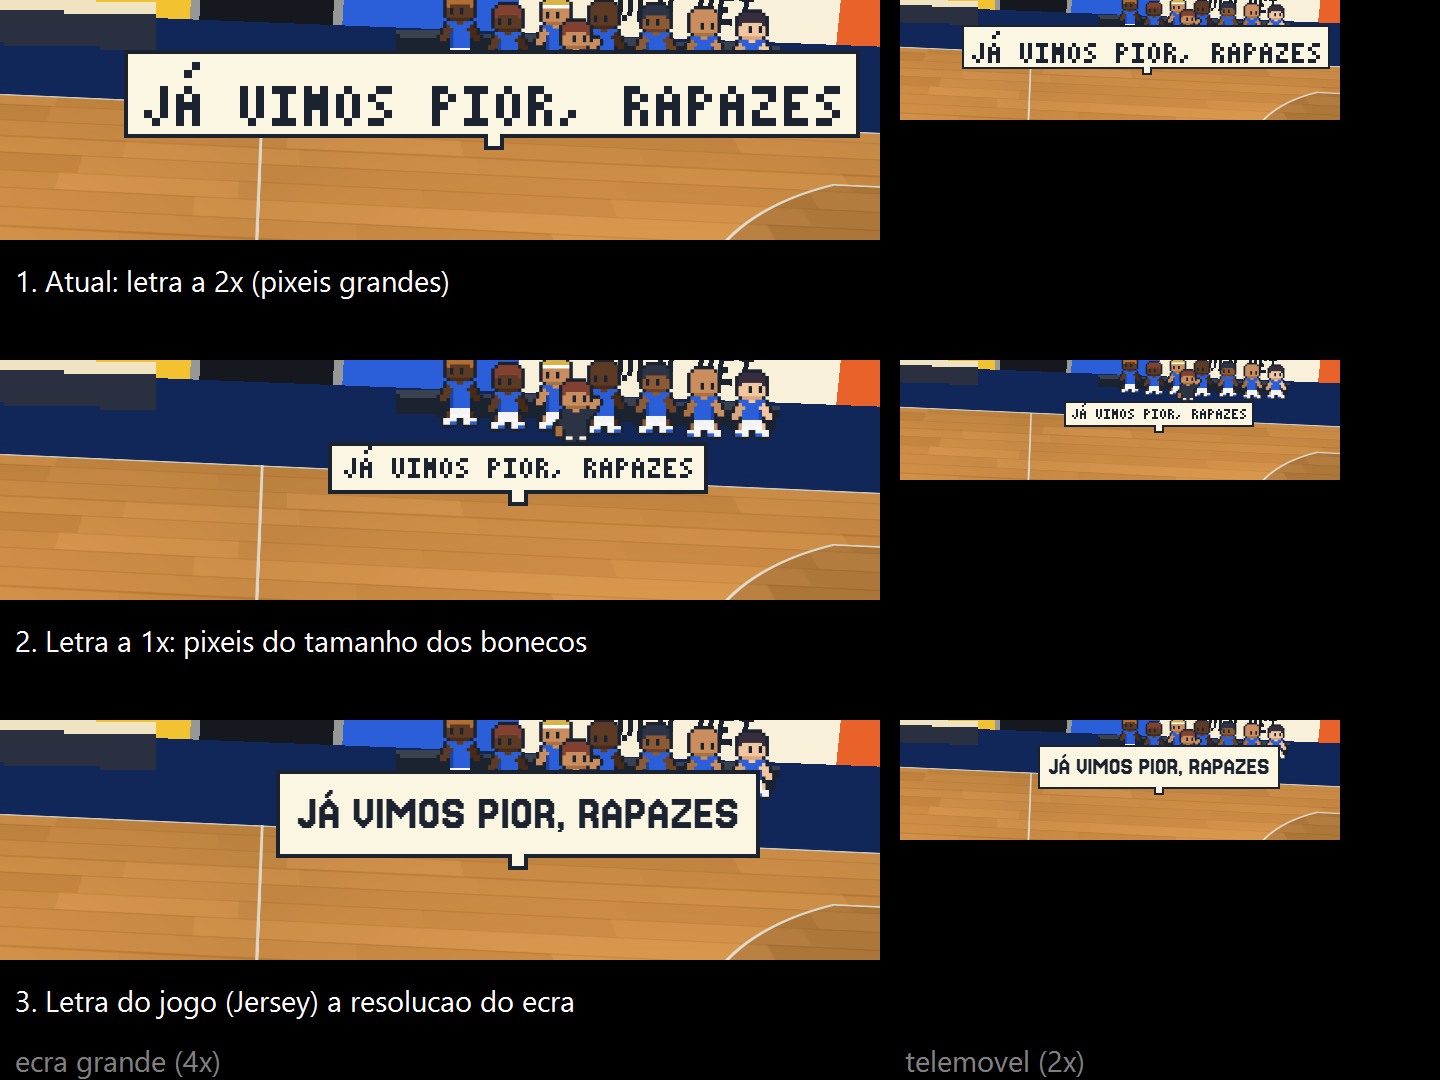 JÁ VIMOS PIOR, RAPAZES
JÁ VIMOS PIOR, RAPAZES
1. Atual: letra a 2x (pixeis grandes)
JÁ VIMOS PIOR, RAPAZES
JÁ VIMOS PIOR, RAPAZES
2. Letra a 1x: pixeis do tamanho dos bonecos
JÁ VIMOS PIOR, RAPAZES
JÁ VIMOS PIOR, RAPAZES
3. Letra do jogo (Jersey) a resolucao do ecra
ecra grande (4x)
telemovel (2x)